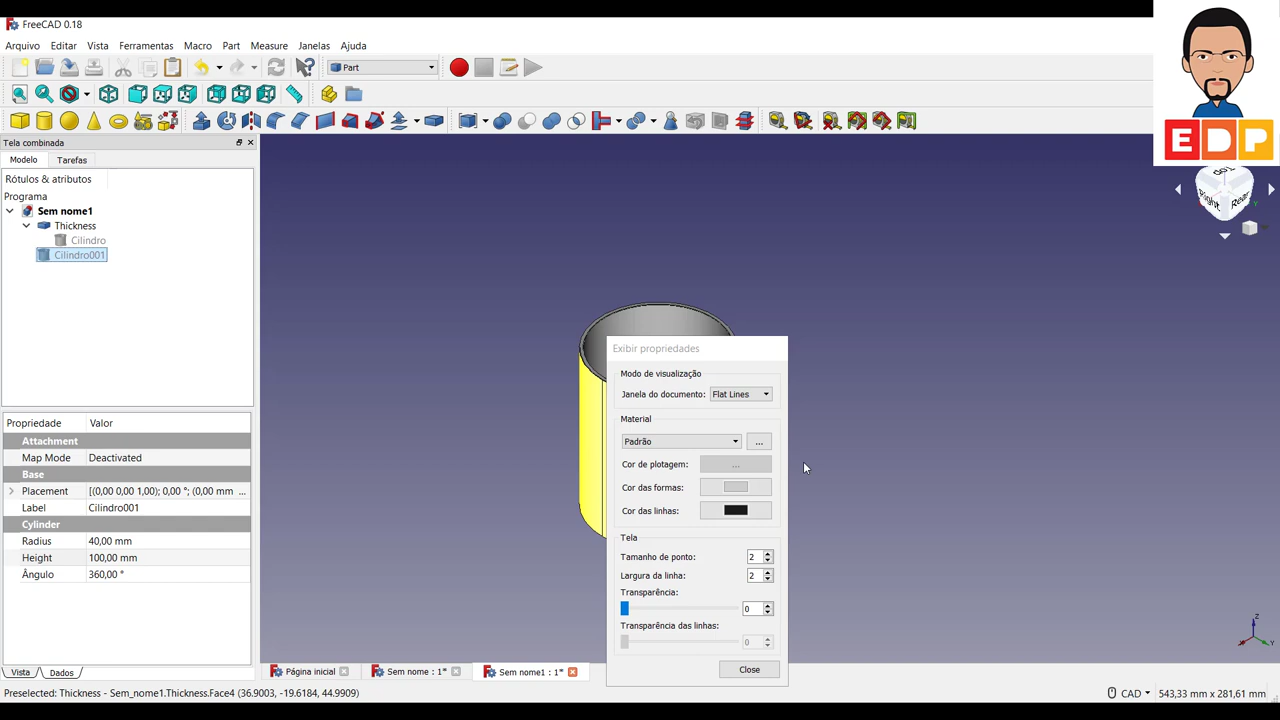 FreeCAD 0.18
Arquivo Editar Vista Ferramentas Macro Part Measure Janelas Ajuda
Part
EDP
Tela combinada
Modelo Tarefas
Rótulos & atributos
Programa
Sem nome1
Thickness
Cilindro
Cilindro001
Top
Right Rear
Exibir propriedades
Modo de visualização
Janela do documento: Flat Lines
Material
Padrão ...
Cor de plotagem: ...
Cor das formas:
Cor das linhas:
Tela
Tamanho de ponto: 2
Largura da linha: 2
Transparência:
0
Transparência das linhas:
0
Close
Propriedade Valor
Attachment
Map Mode Deactivated
Base
Placement [(0,00 0,00 1,00); 0,00 °; (0,00 mm ...
Label Cilindro001
Cylinder
Radius 40,00 mm
Height 100,00 mm
Ângulo 360,00 °
Z
X
Y
Vista Dados
Página inicial Sem nome : 1* Sem nome1 : 1*
Preselected: Thickness - Sem_nome1.Thickness.Face4 (36.9003, -19.6184, 44.9909)
CAD 543,33 mm x 281,61 mm